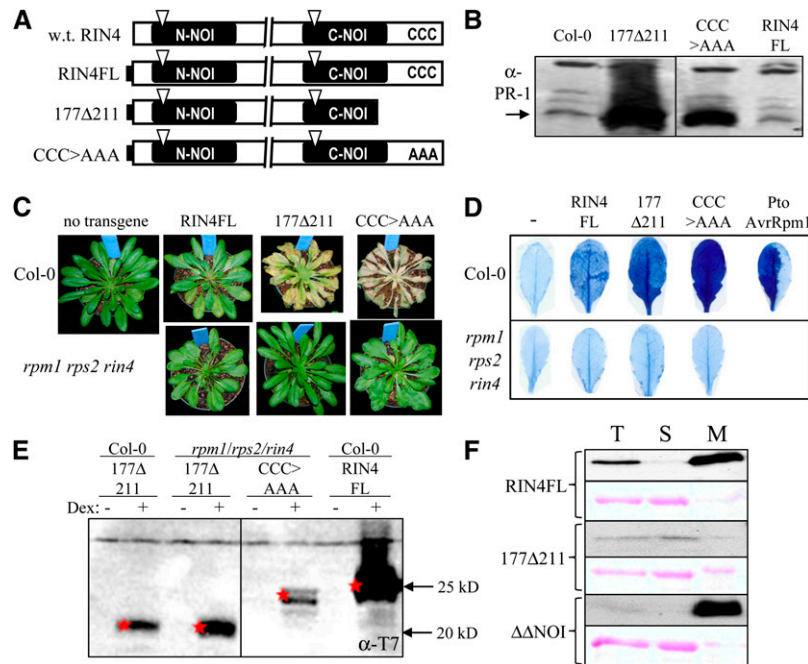 A
w.t. RIN4 N-NOI C-NOI CCC
RIN4FL N-NOI C-NOI CCC
177Δ211 N-NOI C-NOI
CCC>AAA N-NOI C-NOI AAA
B
Col-0 177Δ211 CCC >AAA RIN4 FL
α-
PR-1
C
no transgene RIN4FL 177Δ211 CCC>AAA
Col-0
rpm1 rps2 rin4
D
- RIN4 FL 177 Δ211 CCC >AAA Pto AvrRpm1
Col-0
rpm1
rps2
rin4
E
Col-0 rpm1/rps2/rin4 Col-0
177Δ 211 177Δ 211 CCC> AAA RIN4 FL
Dex: - + - + - + - +
25 kD
20 kD
α-T7
F
T S M
RIN4FL
177Δ211
ΔΔNOI